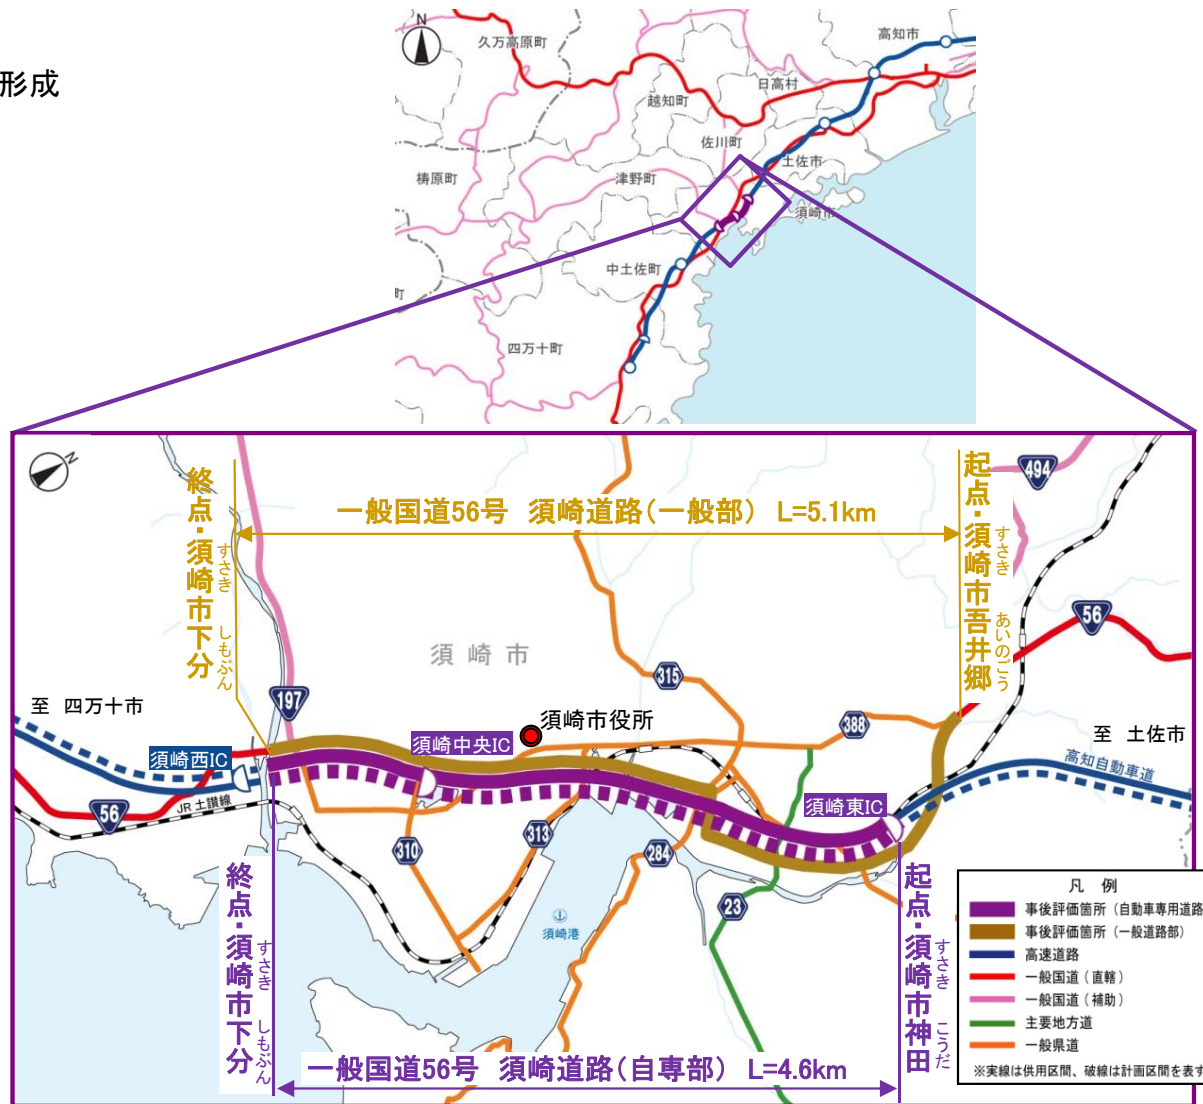 形成
N
久万高原町
高知市
日高村
越知町
佐川町
土佐市
梼原町
津野町
須崎市
中土佐町
町
四万十町
N
終点・須崎市下分
すさき
しもぶん
一般国道56号 須崎道路(一般部) L=5.1km
起点・須崎市吾井郷
すさき
あいのごう
494
56
須崎市
315
197
至 四万十市
須崎市役所
388
至 土佐市
須崎西IC
須崎中央IC
高知自動車道
56
JR土讃線
須崎東IC
310
313
284
23
須崎港
終点・須崎市下分
すさき
しもぶん
起点・須崎市神田
すさき
こうだ
一般国道56号 須崎道路(自専部) L=4.6km
凡 例
事後評価箇所(自動車専用道路
事後評価箇所(一般道路部)
高速道路
一般国道(直轄)
一般国道(補助)
主要地方道
一般県道
※実線は供用区間、破線は計画区間を表す